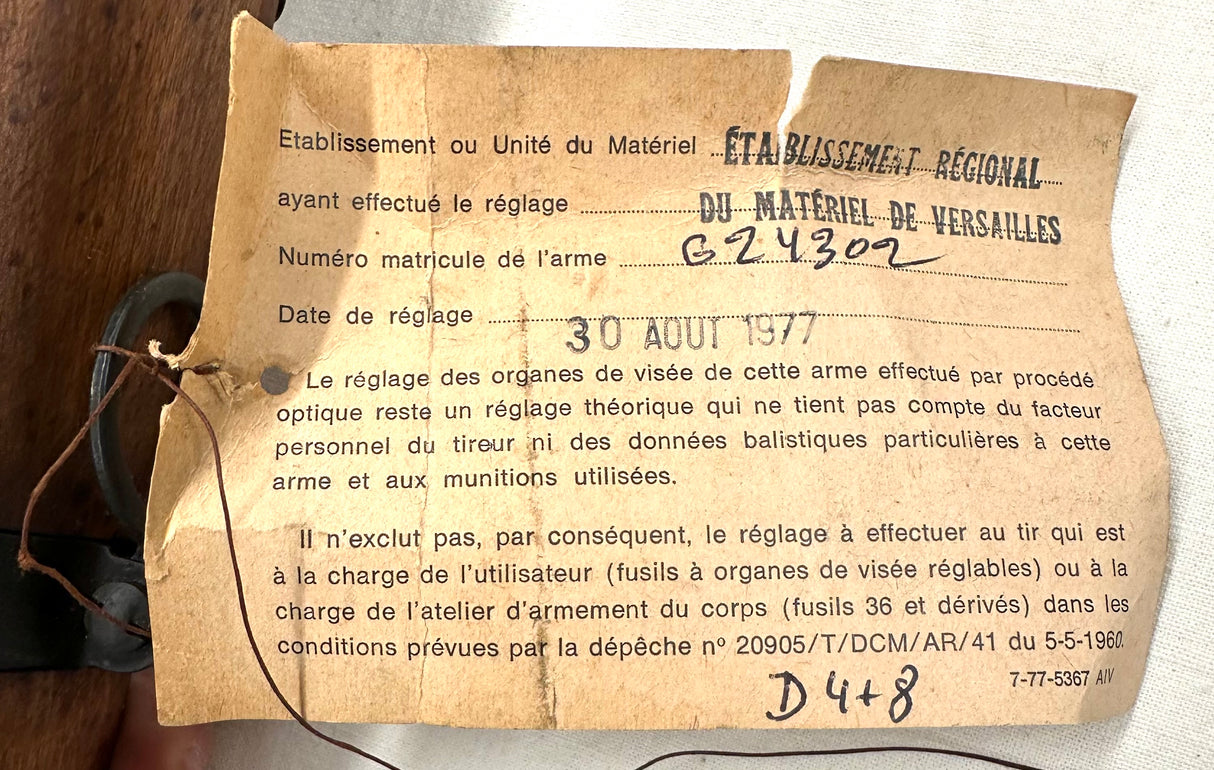 Etablissement ou Unité du Matériel ÉTABLISSEMENT RÉGIONAL
ayant effectué le réglage DU MATÉRIEL DE VERSAILLES
Numéro matricule de l'arme G24302
Date de réglage 30 AOUT 1977
Le réglage des organes de visée de cette arme effectué par procédé
optique reste un réglage théorique qui ne tient pas compte du facteur
personnel du tireur ni des données balistiques particulières à cette
arme et aux munitions utilisées.
Il n'exclut pas, par conséquent, le réglage à effectuer au tir qui est
à la charge de l'utilisateur (fusils à organes de visée réglables) ou à la
charge de l'atelier d'armement du corps (fusils 36 et dérivés) dans les
conditions prévues par la dépêche nº 20905/T/DCM/AR/41 du 5-5-1960.
7-77-5367 AIV
D 4+8